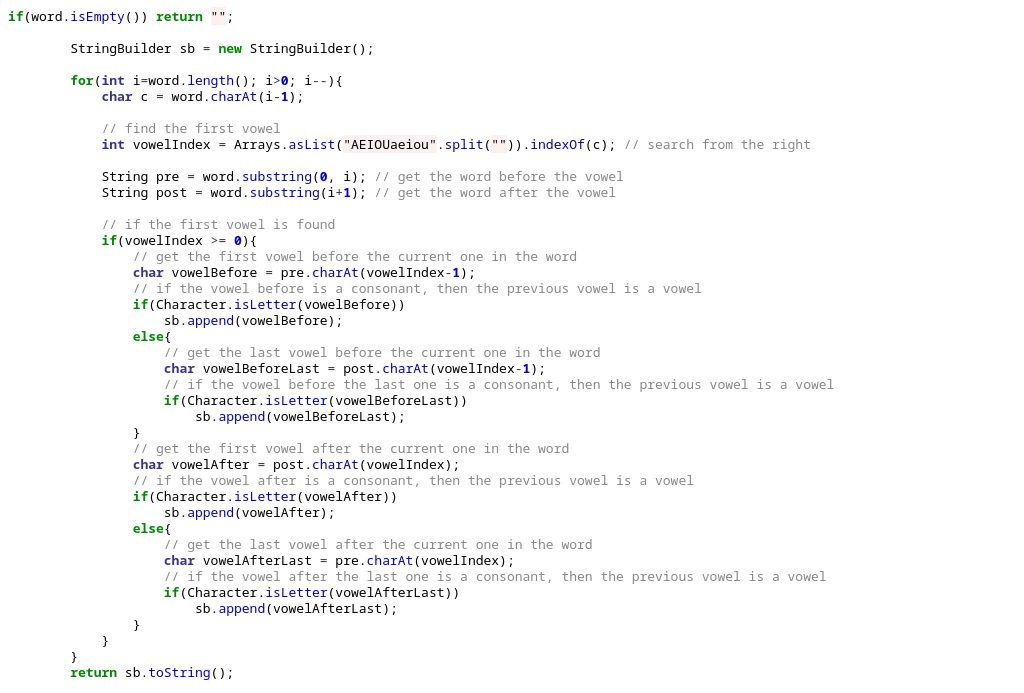 if(word.isEmpty()) return "";
StringBuilder sb = new StringBuilder();
for(int i=word.length(); i>0; i--){
char c = word.charAt(i-1);
// find the first vowel
int vowelIndex = Arrays.asList("AEIOUaeiou".split("")).indexOf(c); // search from the right
String pre = word.substring(0, i); // get the word before the vowel
String post = word.substring(i+1); // get the word after the vowel
// if the first vowel is found
if(vowelIndex >= 0){
// get the first vowel before the current one in the word
char vowelBefore = pre.charAt(vowelIndex-1);
// if the vowel before is a consonant, then the previous vowel is a vowel
if(Character.isLetter(vowelBefore))
sb.append(vowelBefore);
else{
// get the last vowel before the current one in the word
char vowelBeforeLast = post.charAt(vowelIndex-1);
// if the vowel before the last one is a consonant, then the previous vowel is a vowel
if(Character.isLetter(vowelBeforeLast))
sb.append(vowelBeforeLast);
}
// get the first vowel after the current one in the word
char vowelAfter = post.charAt(vowelIndex);
// if the vowel after is a consonant, then the previous vowel is a vowel
if(Character.isLetter(vowelAfter))
sb.append(vowelAfter);
else{
// get the last vowel after the current one in the word
char vowelAfterLast = pre.charAt(vowelIndex);
// if the vowel after the last one is a consonant, then the previous vowel is a vowel
if(Character.isLetter(vowelAfterLast))
sb.append(vowelAfterLast);
}
}
}
return sb.toString();